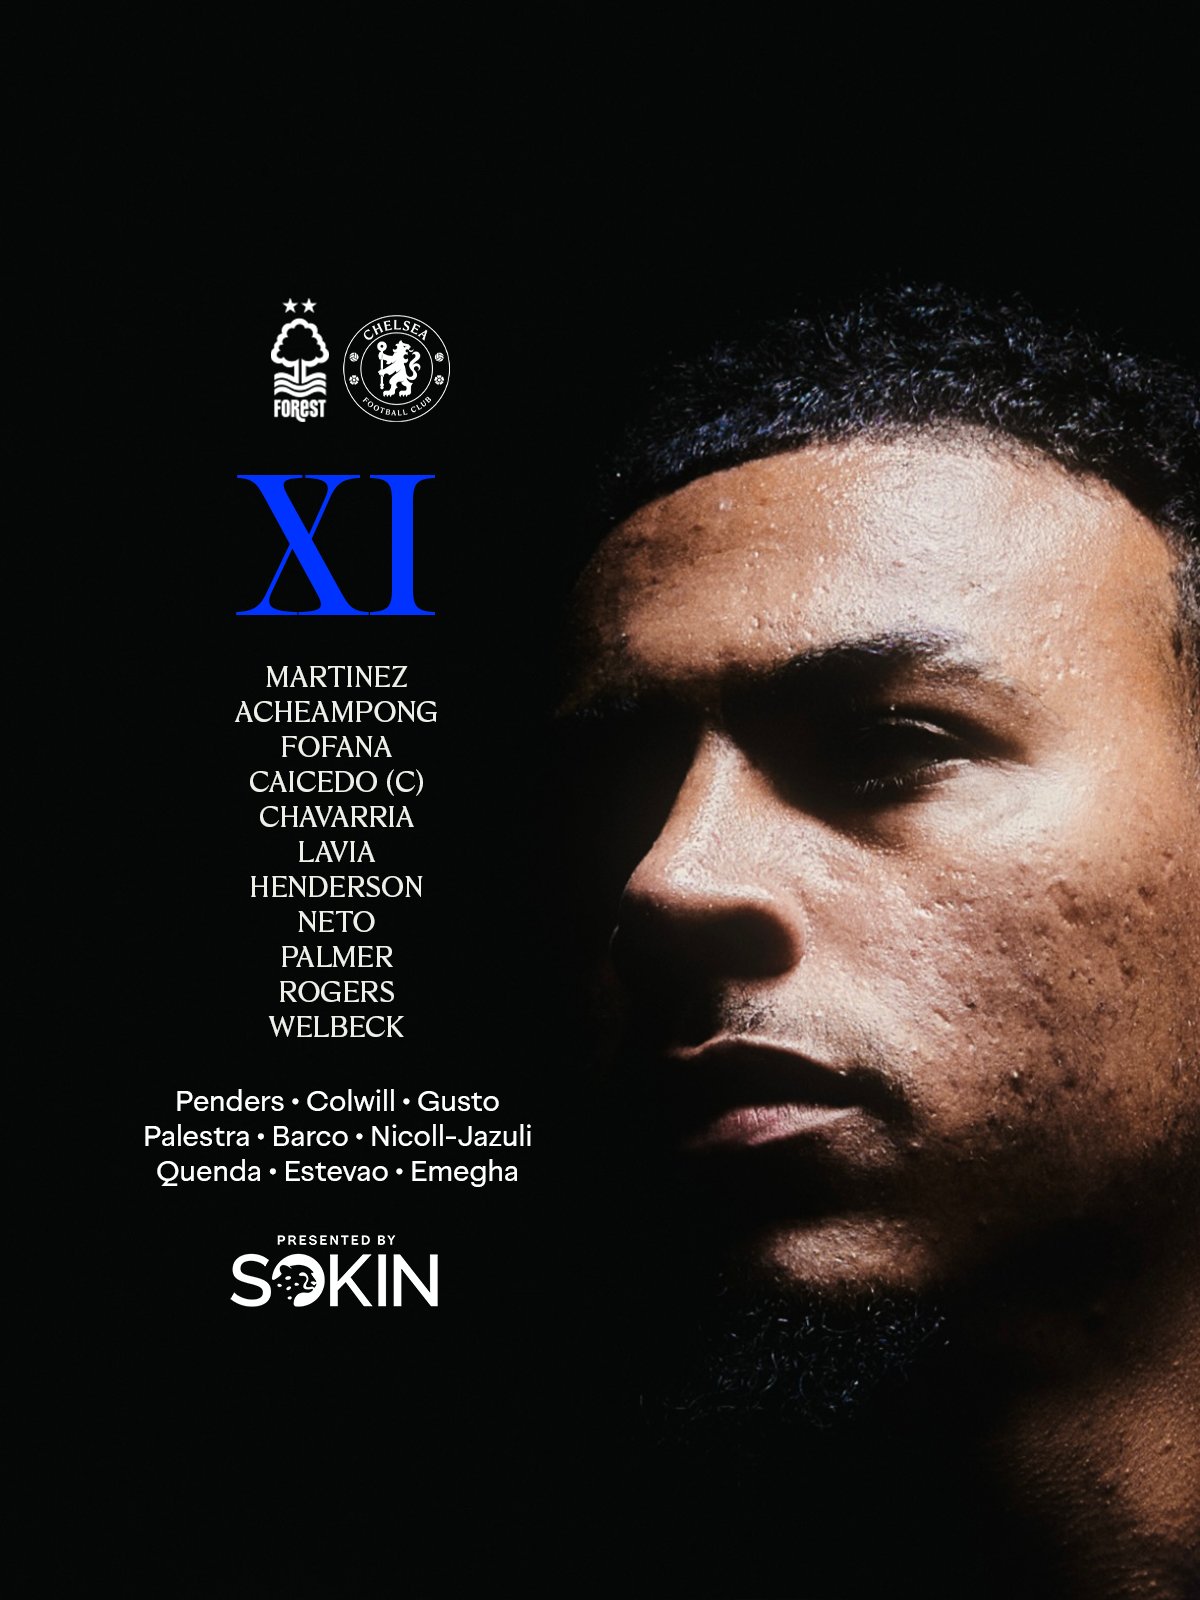 FOREST
CHELSEA
FOOTBALL CLUB
XI
MARTINEZ
ACHEAMPONG
FOFANA
CAICEDO (C)
CHAVARRIA
LAVIA
HENDERSON
NETO
PALMER
ROGERS
WELBECK
Penders • Colwill • Gusto
Palestra • Barco • Nicoll-Jazuli
Quenda • Estevao • Emegha
PRESENTED BY
SOKIN